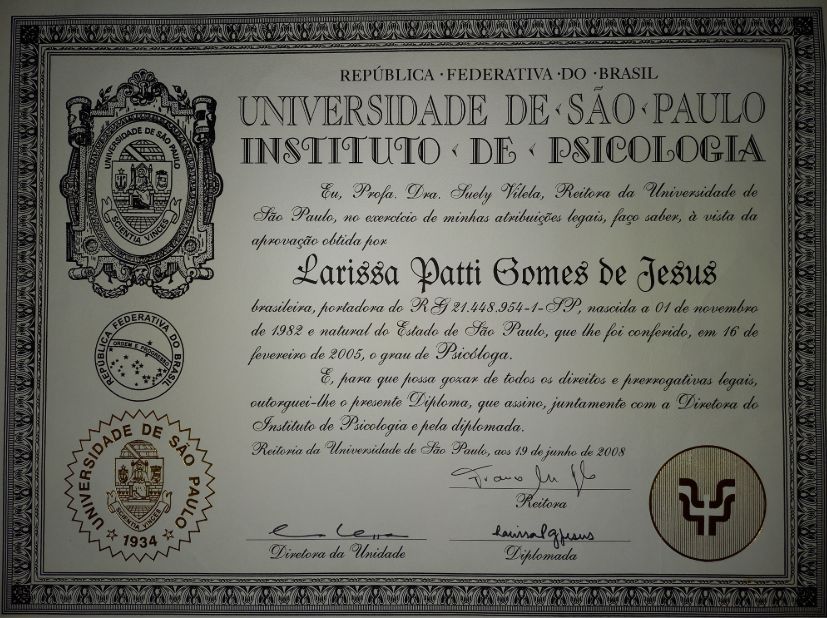 REPÚBLICA · FEDERATIVA · DO · BRASIL
UNIVERSIDADE DE SÃO PAULO
INSTITUTO DE PSICOLOGIA
Eu, Profa. Dra. Suely Vilela, Reitora da Universidade de
São Paulo, no exercício de minhas atribuições legais, faço saber, à vista da
aprovação obtida por
Larissa Patti Gomes de Jesus
brasileira, portadora do RG 21.448.954-1-SP, nascida a 01 de novembro
de 1982 e natural do Estado de São Paulo, que lhe foi conferido, em 16 de
fevereiro de 2005, o grau de Psicóloga.
E, para que possa gozar de todos os direitos e prerrogativas legais,
outorguei-lhe o presente Diploma, que assino, juntamente com a Diretora do
Instituto de Psicologia e pela diplomada.
Reitoria da Universidade de São Paulo, aos 19 de junho de 2008
Reitora
Diretora da Unidade
Diplomada
UNIVERSIDADE DE SÃO PAULO
SCIENTIA VINCES
REPÚBLICA FEDERATIVA DO BRASIL
ORDEM E PROGRESSO
UNIVERSIDADE DE SÃO PAULO
SCIENTIA VINCES
1934